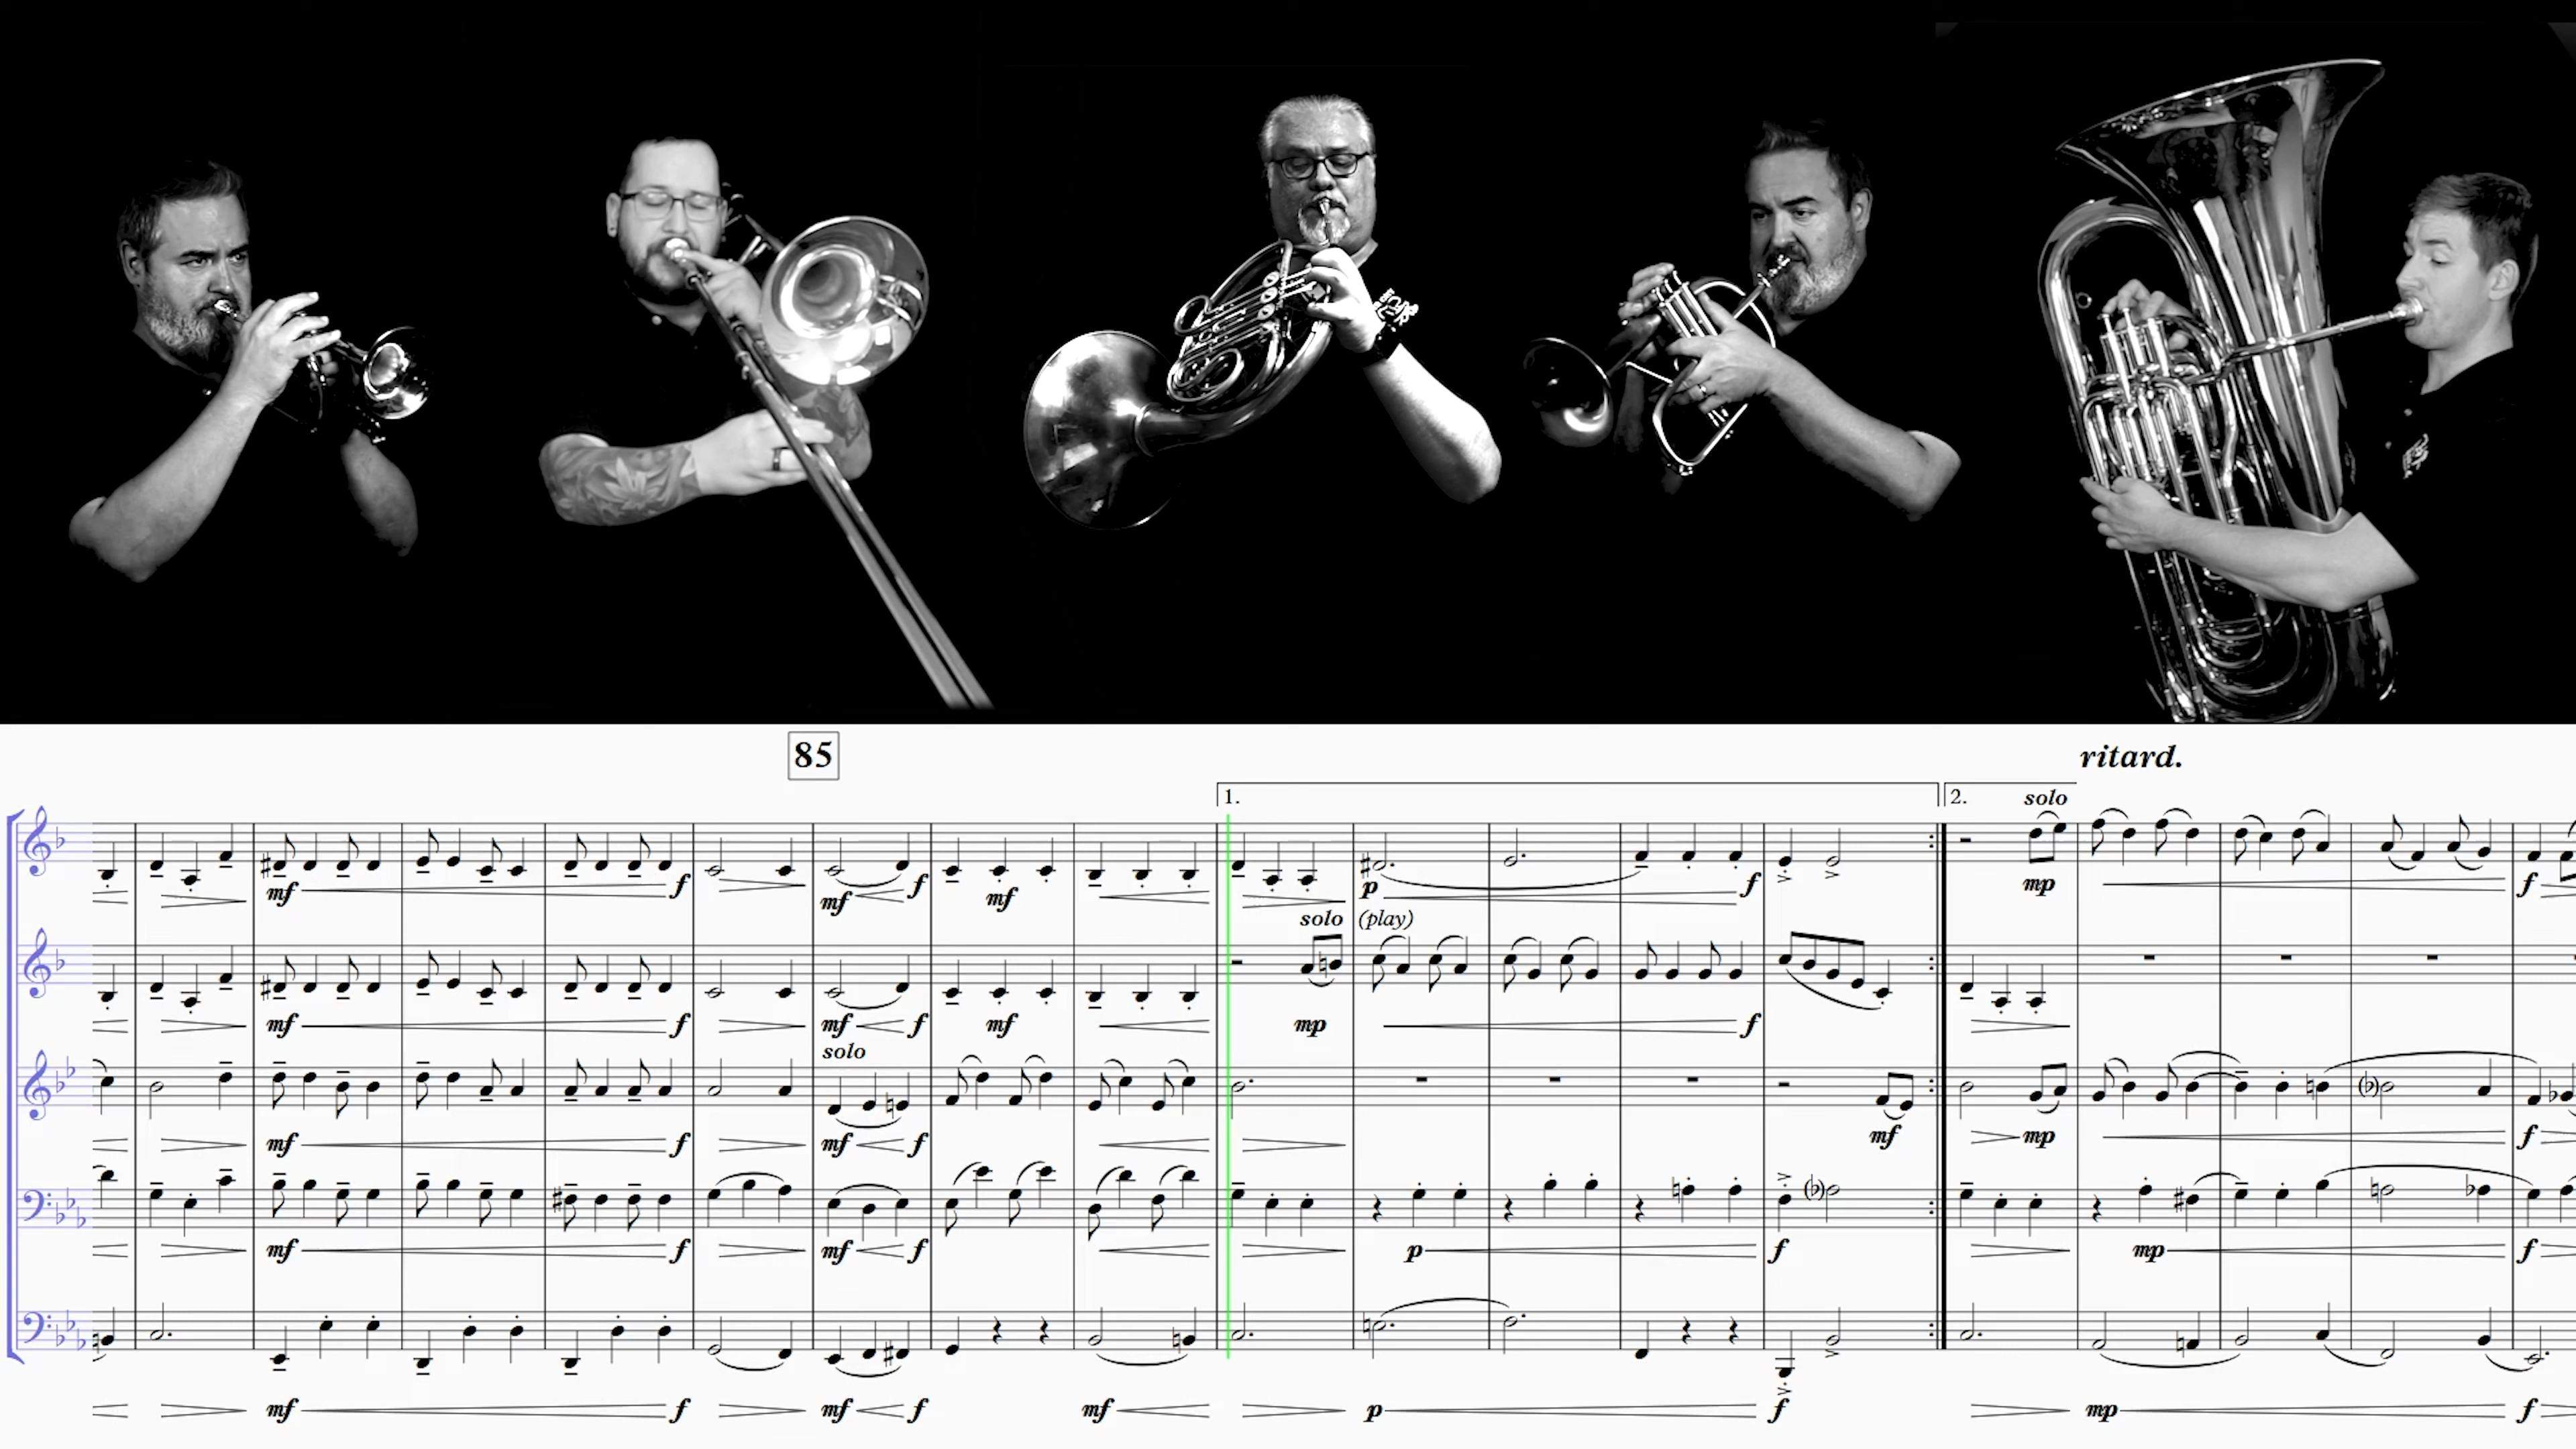 85
ritard.
1.
2. solo
mf f mf f mf p f mp f
solo (play)
mf f mf f mf mp f
solo
mf f mf f mf mp f
mf f mf f p f mp f
mf f mf f mf p f mp f